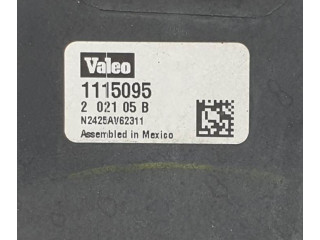 Valeo
1115095
2 021 05 B
N2425AV62311
Assembled in Mexico